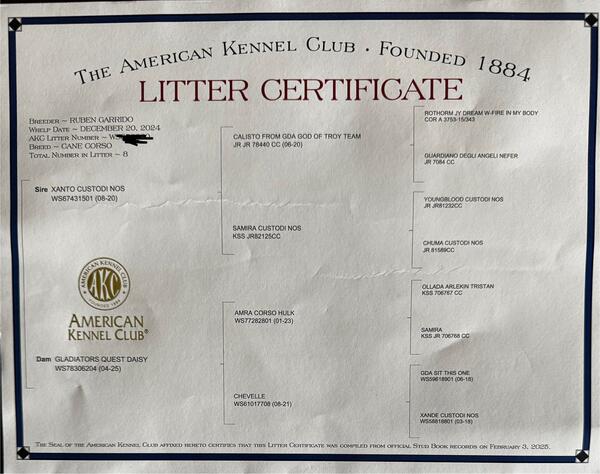 THE AMERICAN KENNEL CLUB · FOUNDED 1884
LITTER CERTIFICATE
BREEDER ~ RUBEN GARRIDO
WHELP DATE ~ DECEMBER 20, 2024
AKC LITTER NUMBER ~
BREED ~ CANE CORSO
TOTAL NUMBER IN LITTER ~ 8
Sire XANTO CUSTODI NOS
WS67431501 (08-20)
CALISTO FROM GDA GOD OF TROY TEAM
JR JR 78440 CC (06-20)
SAMIRA CUSTODI NOS
KSS JR82125CC
ROTHORM JY DREAM W-FIRE IN MY BODY
COR A 3753-15/343
GUARDIANO DEGLI ANGELI NEFER
JR 7084 CC
YOUNGBLOOD CUSTODI NOS
JR JR81232CC
CHUMA CUSTODI NOS
JR 81589CC
AMERICAN KENNEL CLUB
AKC
FOUNDED 1884
AMERICAN
KENNEL CLUB®
Dam GLADIATORS QUEST DAISY
WS78306204 (04-25)
AMRA CORSO HULK
WS77282801 (01-23)
CHEVELLE
WS61017708 (08-21)
OLLADA ARLEKIN TRISTAN
KSS 706767 CC
SAMIRA
KSS JR 706768 CC
GDA SIT THIS ONE
WS59618901 (06-18)
XANDE CUSTODI NOS
WS58818801 (03-18)
THE SEAL OF THE AMERICAN KENNEL CLUB AFFIXED HERETO CERTIFIES THAT THIS LITTER CERTIFICATE WAS COMPILED FROM OFFICIAL STUD BOOK RECORDS ON FEBRUARY 3, 2025.